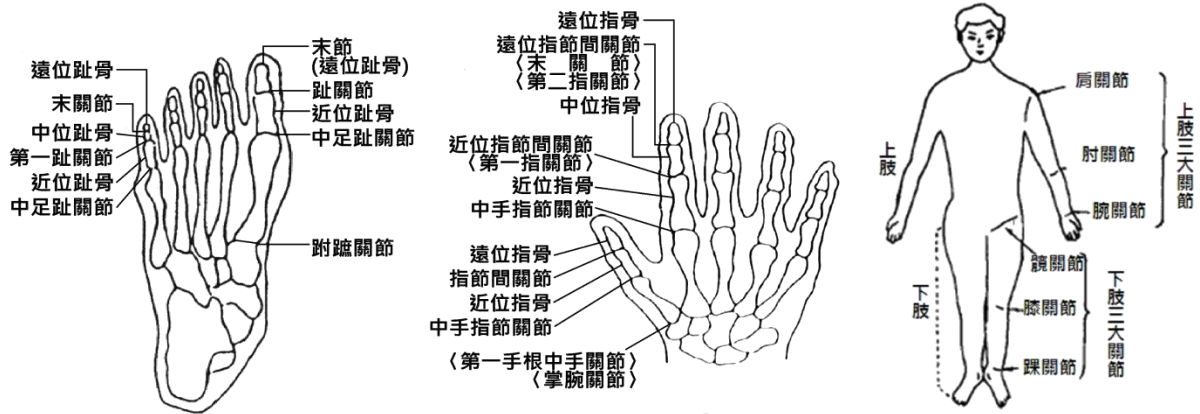 遠位趾骨
末關節
中位趾骨
第一趾關節
近位趾骨
中足趾關節
末節
(遠位趾骨)
趾關節
近位趾骨
中足趾關節
跗蹠關節
遠位指骨
遠位指節間關節
〈末關節〉
〈第二指關節〉
中位指骨
近位指節間關節
〈第一指關節〉
近位指骨
中手指節關節
遠位指骨
指節間關節
近位指骨
中手指節關節
〈第一手根中手關節〉
〈掌腕關節〉
上肢
下肢
肩關節
肘關節
腕關節
上肢三大關節
髖關節
膝關節
踝關節
下肢三大關節